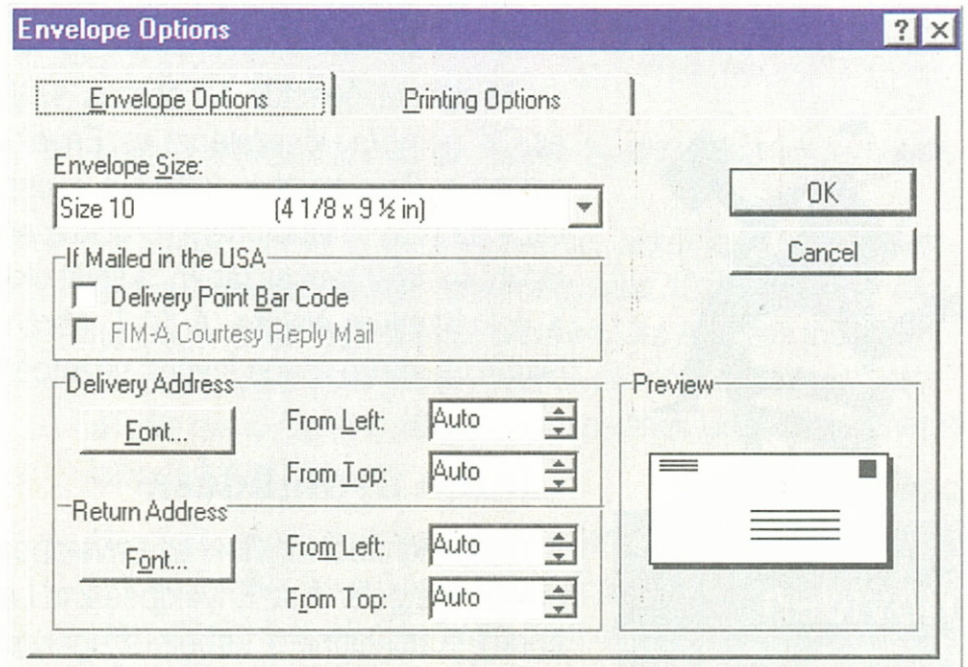 Envelope Options
Envelope Options
Printing Options
Envelope Size:
Size 10 (4 1/8 x 9 ½ in)
OK
Cancel
If Mailed in the USA
Delivery Point Bar Code
FIM-A Courtesy Reply Mail
Delivery Address
Font...
From Left: Auto
From Top: Auto
Return Address
Font...
From Left: Auto
From Top: Auto
Preview